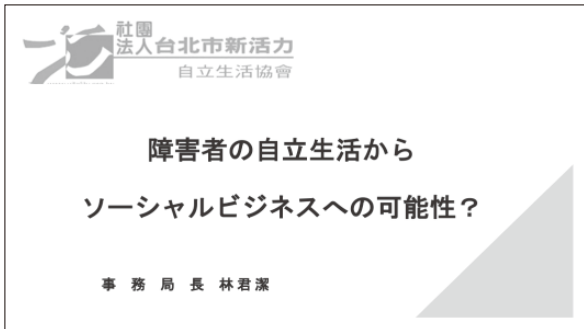 社團
法人台北市新活力
自立生活協會
障害者の自立生活から
ソーシャルビジネスへの可能性？
事 務 局 長 林君潔